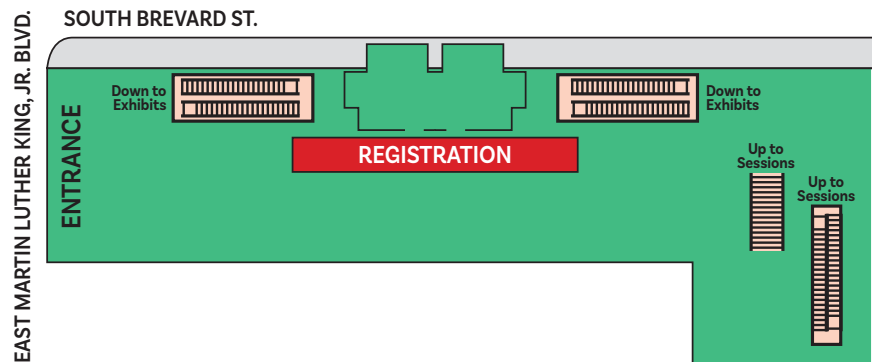 SOUTH BREVARD ST.
EAST MARTIN LUTHER KING, JR. BLVD.
ENTRANCE
Down to
Exhibits
REGISTRATION
Down to
Exhibits
Up to
Sessions
Up to
Sessions